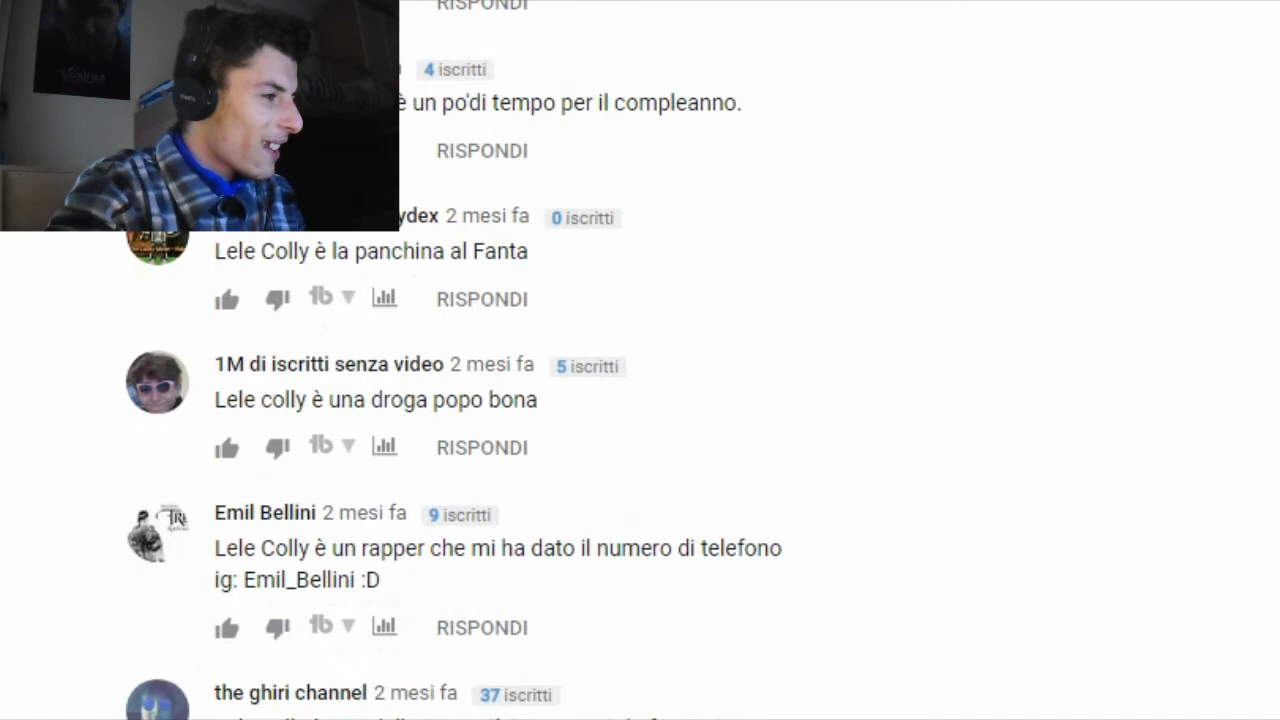 RISPONDI
VENOM
4 iscritti
è un po'di tempo per il compleanno.
RISPONDI
ydex 2 mesi fa 0 iscritti
Lele Colly è la panchina al Fanta
RISPONDI
1M di iscritti senza video 2 mesi fa 5 iscritti
Lele colly è una droga popo bona
RISPONDI
Emil Bellini 2 mesi fa 9 iscritti
Lele Colly è un rapper che mi ha dato il numero di telefono
ig: Emil_Bellini :D
RISPONDI
the ghiri channel 2 mesi fa 37 iscritti